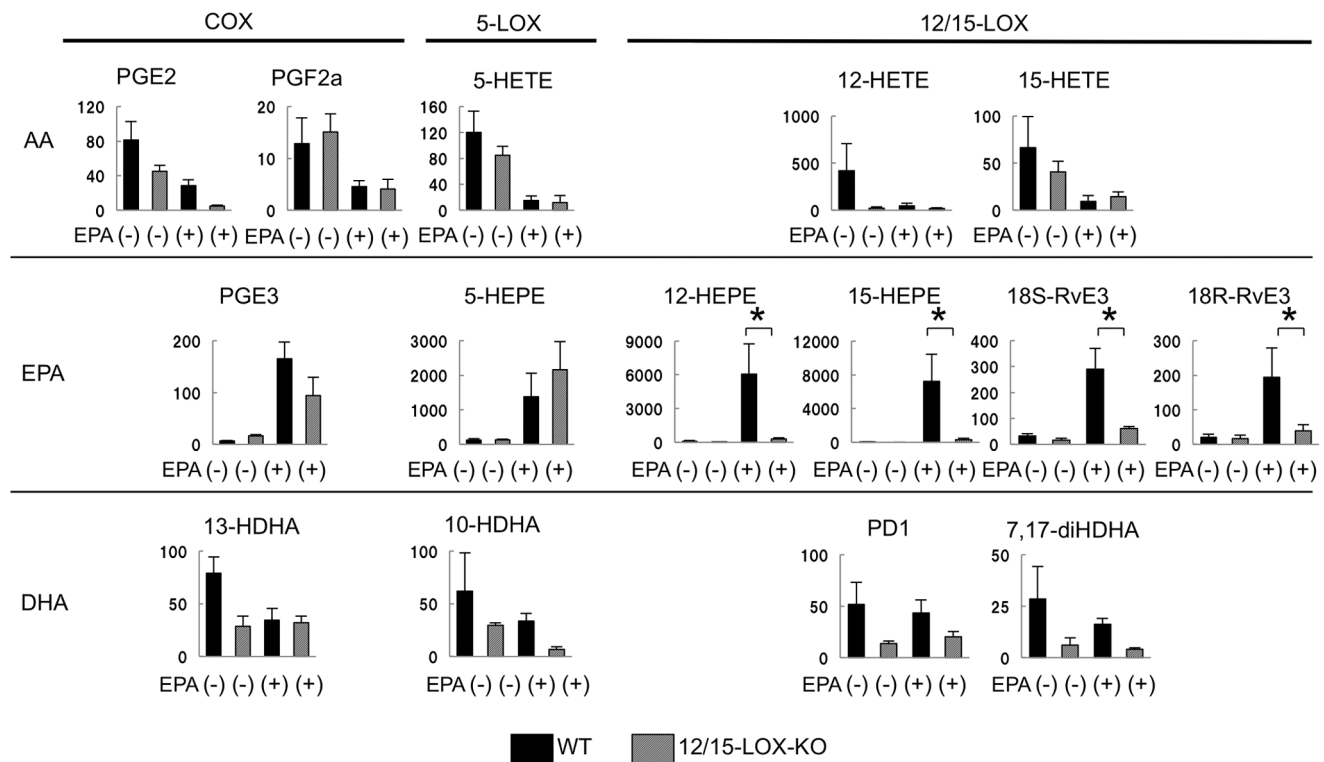 COX 5-LOX 12/15-LOX
PGE2 PGF2a 5-HETE 12-HETE 15-HETE
AA
120 80 40 0
20 10 0
160 120 80 40 0
1000 500 0
100 50 0
EPA (-) (-) (+) (+) EPA (-) (-) (+) (+) EPA (-) (-) (+) (+) EPA (-) (-) (+) (+) EPA (-) (-) (+) (+)
PGE3 5-HEPE 12-HEPE 15-HEPE 18S-RvE3 18R-RvE3
* * * *
EPA
200 100 0
3000 2000 1000 0
9000 6000 3000 0
12000 8000 4000 0
400 300 200 100 0
300 200 100 0
EPA (-) (-) (+) (+) EPA (-) (-) (+) (+) EPA (-) (-) (+) (+) EPA (-) (-) (+) (+) EPA (-) (-) (+) (+) EPA (-) (-) (+) (+)
13-HDHA 10-HDHA PD1 7,17-diHDHA
DHA
100 50 0
100 50 0
100 50 0
50 25 0
EPA (-) (-) (+) (+) EPA (-) (-) (+) (+) EPA (-) (-) (+) (+) EPA (-) (-) (+) (+)
WT 12/15-LOX-KO